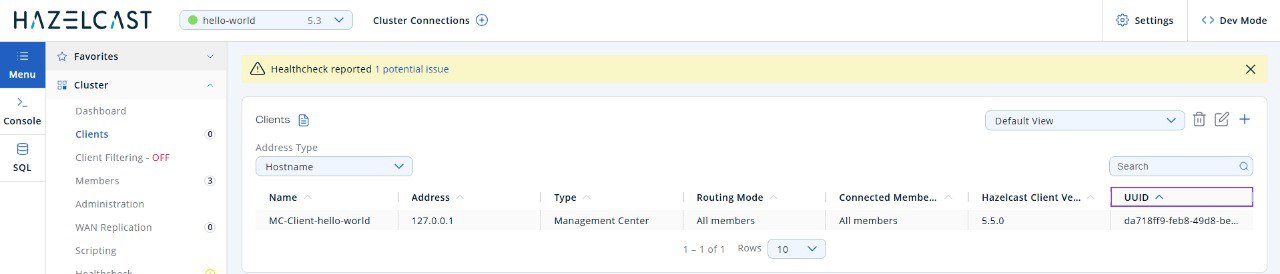 HAZELCAST
hello-world 5.3
Cluster Connections
Settings
Dev Mode
Menu
Console
SQL
Favorites
Cluster
Dashboard
Clients 0
Client Filtering - OFF
Members 3
Administration
WAN Replication 0
Scripting
Healthcheck
Healthcheck reported 1 potential issue
Clients
Default View
Address Type
Hostname
Search
Name Address Type Routing Mode Connected Membe... Hazelcast Client Ve... UUID
MC-Client-hello-world 127.0.0.1 Management Center All members All members 5.5.0 da718ff9-feb8-49d8-be...
1 – 1 of 1 Rows 10